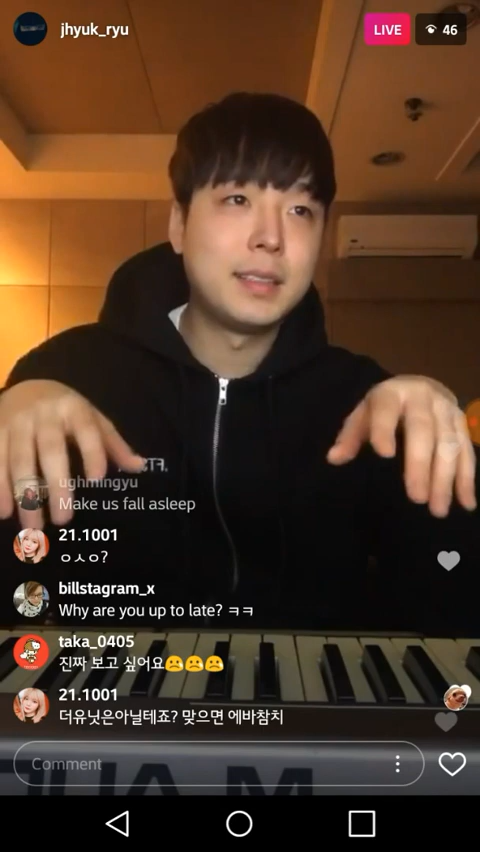 jhyuk_ryu
LIVE
46
ughmingyu
Make us fall asleep
21.1001
ㅇㅅㅇ?
billstagram_x
Why are you up to late? ㅋㅋ
taka_0405
진짜 보고 싶어요☹️☹️☹️
21.1001
더유닛은아닐테죠? 맞으면 에바참치
Comment